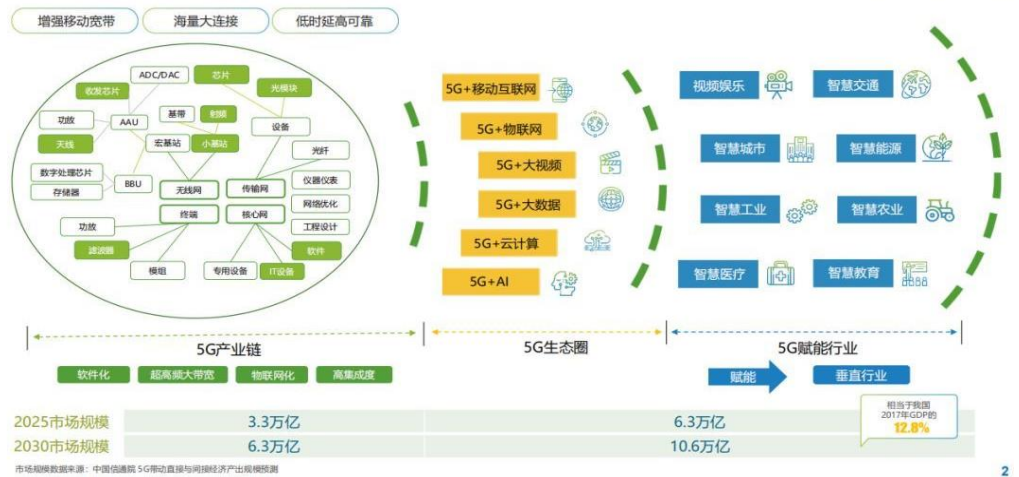 增强移动宽带
海量大连接
低时延高可靠
ADC/DAC
芯片
收发芯片
光模块
功放
AAU
基带
射频
设备
天线
宏基站
小基站
光纤
数字处理芯片
BBU
无线网
传输网
仪器仪表
存储器
终端
核心网
网络优化
功放
工程设计
滤波器
软件
模组
专用设备
IT设备
5G+移动互联网
5G+物联网
5G+大视频
5G+大数据
5G+云计算
5G+AI
视频娱乐
智慧交通
智慧城市
智慧能源
智慧工业
智慧农业
智慧医疗
智慧教育
5G产业链
5G生态圈
5G赋能行业
软件化
超高频大带宽
物联网化
高集成度
赋能
垂直行业
2025市场规模
3.3万亿
6.3万亿
相当于我国
2017年GDP的
12.8%
2030市场规模
6.3万亿
10.6万亿
市场规模数据来源：中国信通院 5G带动直接与间接经济产出规模预测
2